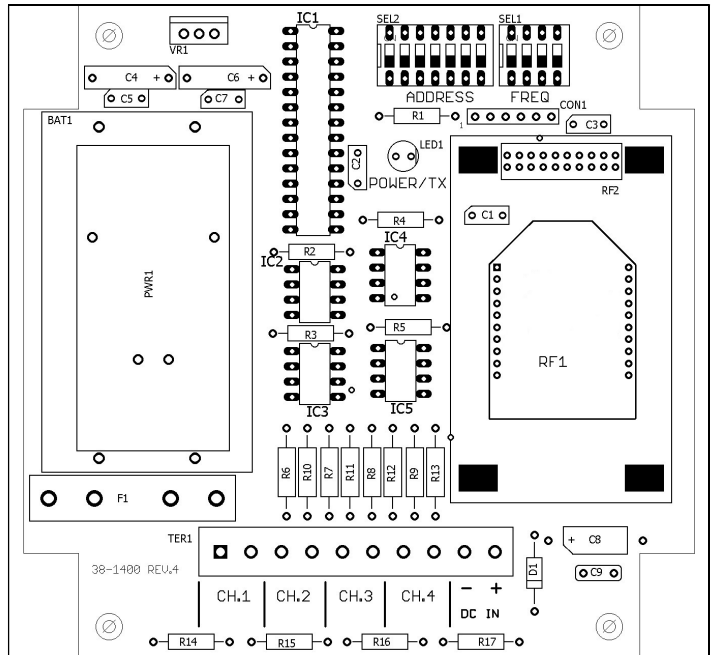 IC1
SEL2
SEL1
VR1
C4 +
C6 +
C5
C7
ADDRESS
FREQ
CON1
R1
1
C3
BAT1
LED1
C2
POWER/TX
RF2
C1
R4
IC4
R2
IC2
PWR1
R3
R5
RF1
IC3
IC5
R6
R10
R7
R11
R8
R12
R9
R13
F1
TER1
+ C8
38-1400 REV.4
D1
C9
CH.1
CH.2
CH.3
CH.4
- +
DC IN
R14
R15
R16
R17